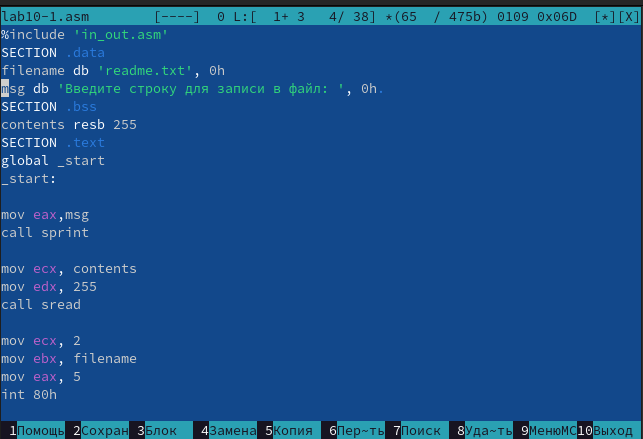 lab10-1.asm [----] 0 L:[ 1+ 3 4/ 38] *(65 / 475b) 0109 0x06D [*][X]
%include 'in_out.asm'
SECTION .data
filename db 'readme.txt', 0h
msg db 'Введите строку для записи в файл: ', 0h.
SECTION .bss
contents resb 255
SECTION .text
global _start
_start:
mov eax,msg
call sprint
mov ecx, contents
mov edx, 255
call sread
mov ecx, 2
mov ebx, filename
mov eax, 5
int 80h
1Помощь 2Сохран 3Блок 4Замена 5Копия 6Пер~ть 7Поиск 8Уда~ть 9МенюMC 10Выход